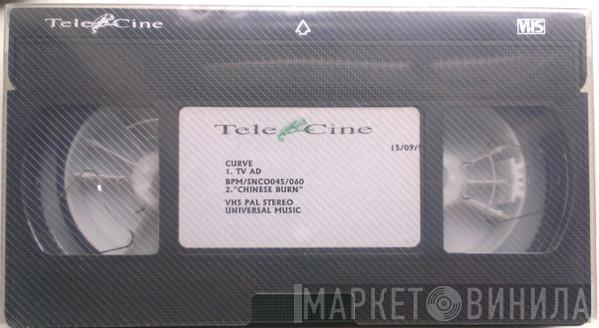 Tele Cine
VHS
Tele Cine
15/09/
CURVE
1. TV AD
BPM/SNCO045/060
2."CHINESE BURN"
VHS PAL STEREO
UNIVERSAL MUSIC
МАРКЕТ ВИНИЛА